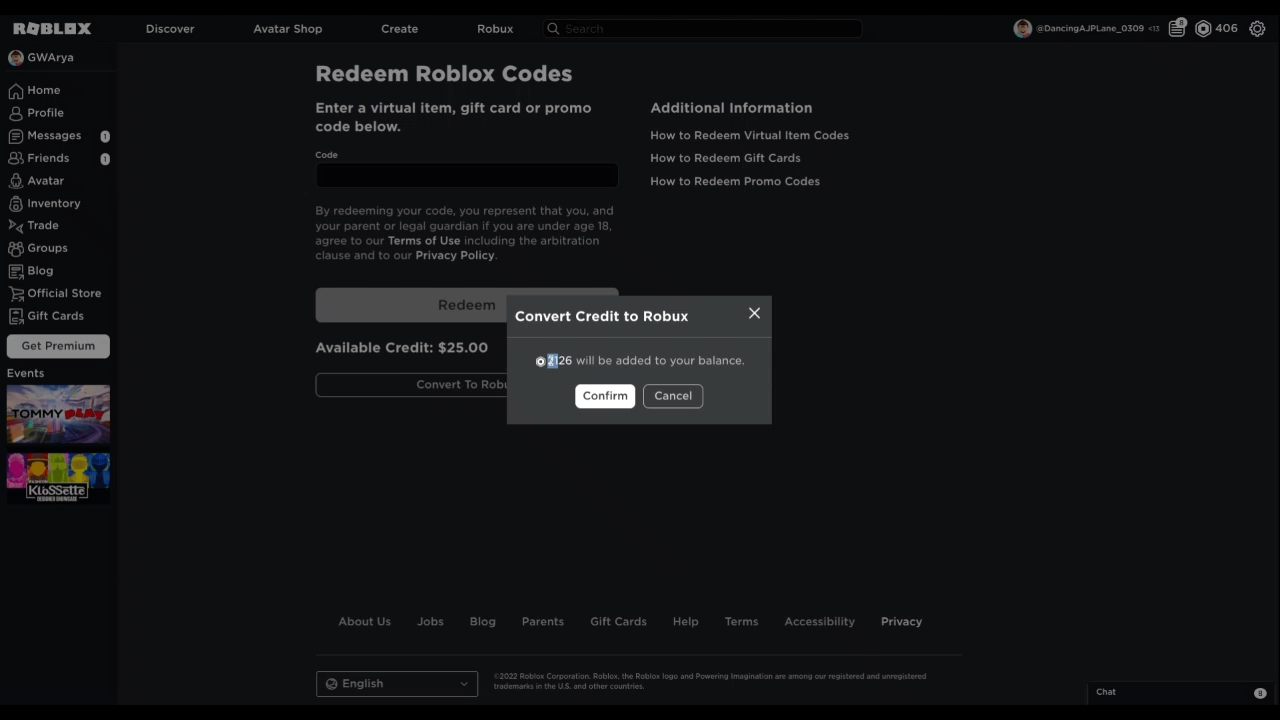 ROBLOX
Discover
Avatar Shop
Create
Robux
Search
@DancingAJPLane_0309 <13
8
406
GWArya
Home
Profile
Messages 1
Friends 1
Avatar
Inventory
Trade
Groups
Blog
Official Store
Gift Cards
Get Premium
Events
TOMMY PLAY
KLOSSette
DESIGNER SHOWCASE
Redeem Roblox Codes
Enter a virtual item, gift card or promo
code below.
Code
By redeeming your code, you represent that you, and
your parent or legal guardian if you are under age 18,
agree to our Terms of Use including the arbitration
clause and to our Privacy Policy.
Redeem
Available Credit: $25.00
Convert To Robu
Additional Information
How to Redeem Virtual Item Codes
How to Redeem Gift Cards
How to Redeem Promo Codes
Convert Credit to Robux
2126 will be added to your balance.
Confirm
Cancel
About Us
Jobs
Blog
Parents
Gift Cards
Help
Terms
Accessibility
Privacy
English
©2022 Roblox Corporation. Roblox, the Roblox logo and Powering Imagination are among our registered and unregistered
trademarks in the U.S. and other countries.
Chat
8